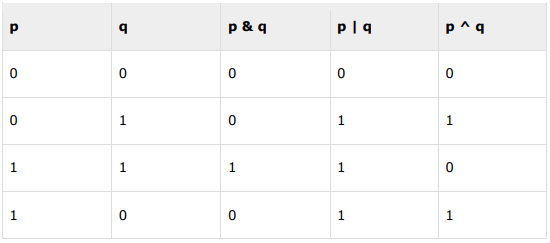 p q p & q p | q p ^ q
0 0 0 0 0
0 1 0 1 1
1 1 1 1 0
1 0 0 1 1